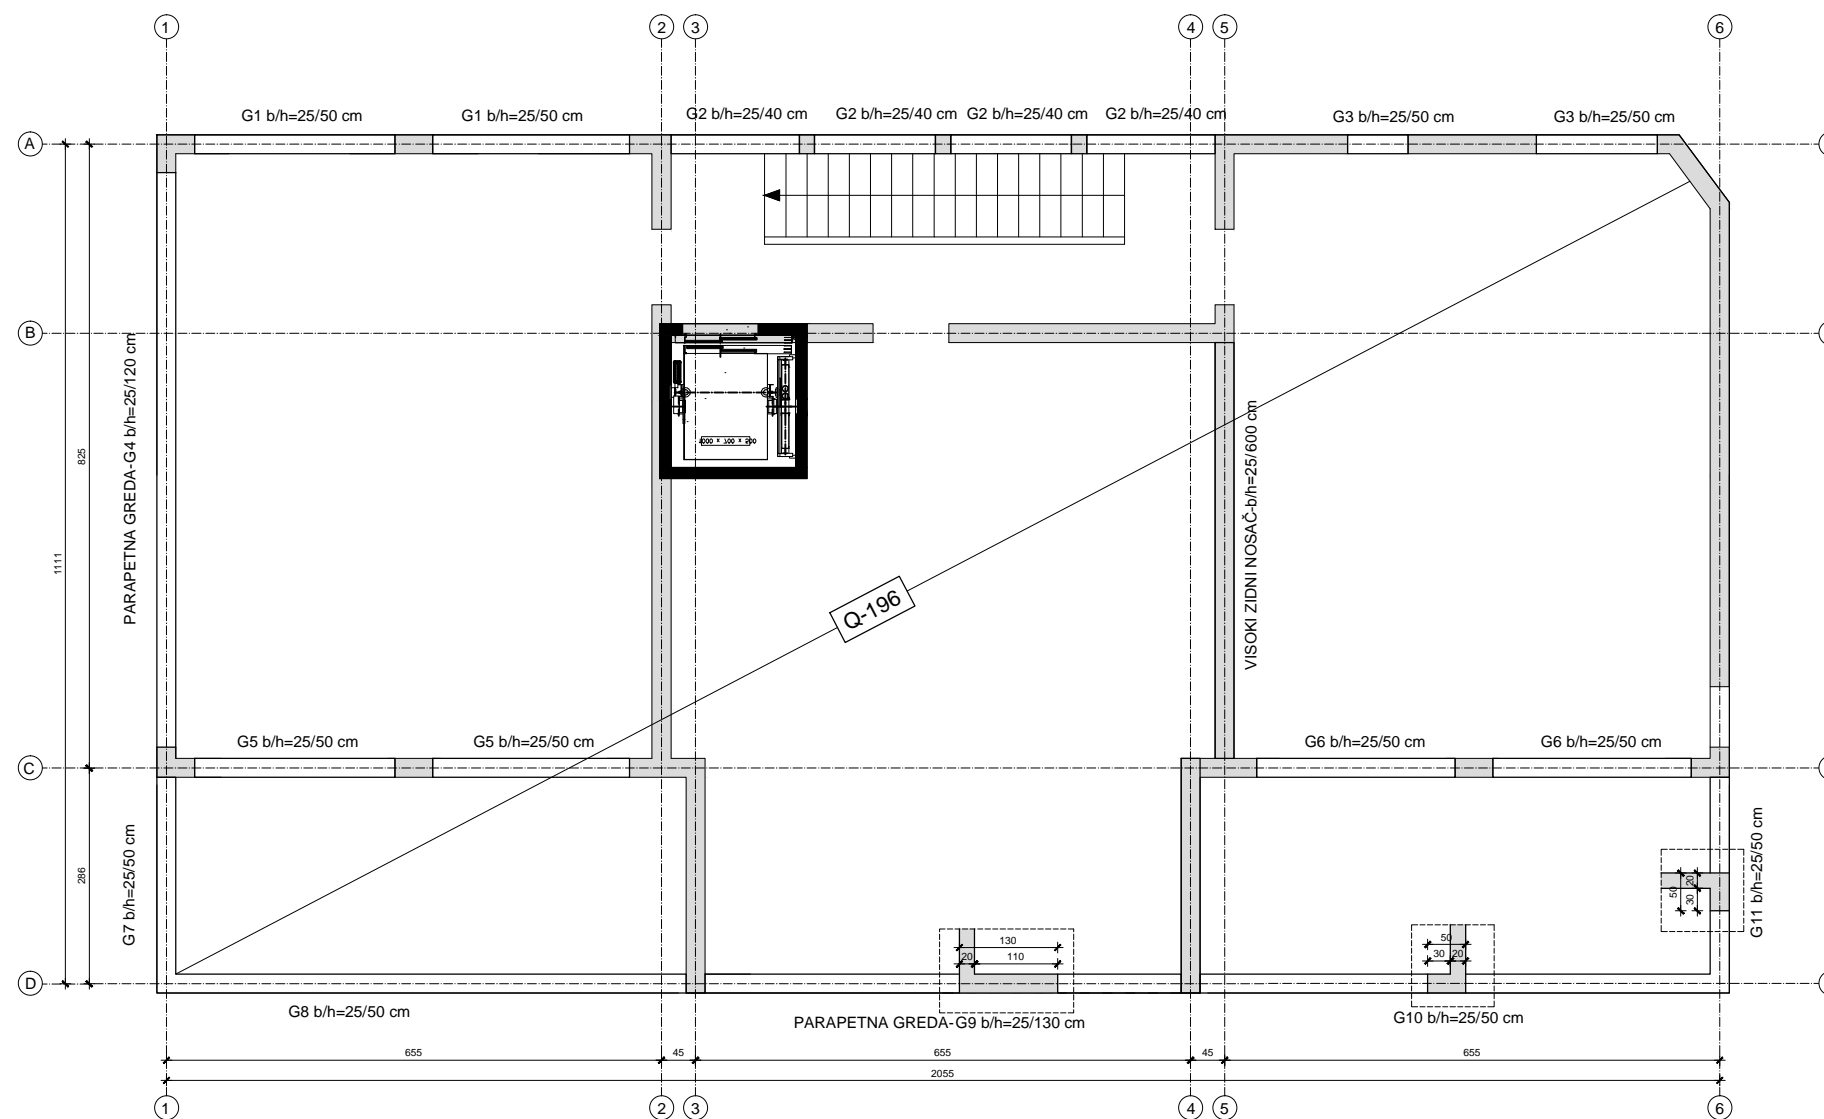 1 2 3 4 5 6
G1 b/h=25/50 cm G1 b/h=25/50 cm G2 b/h=25/40 cm G2 b/h=25/40 cm G2 b/h=25/40 cm G2 b/h=25/40 cm G3 b/h=25/50 cm G3 b/h=25/50 cm
A
B
PARAPETNA GREDA-G4 b/h=25/120 cm
825
1111
VISOKI ZIDNI NOSAČ-b/h=25/600 cm
Q-196
G5 b/h=25/50 cm G5 b/h=25/50 cm G6 b/h=25/50 cm G6 b/h=25/50 cm
C
286
G7 b/h=25/50 cm
G11 b/h=25/50 cm
50 20
30
130
20 110
50
30 20
D
G8 b/h=25/50 cm
PARAPETNA GREDA-G9 b/h=25/130 cm
G10 b/h=25/50 cm
655 45 655 45 655
2055
1 2 3 4 5 6